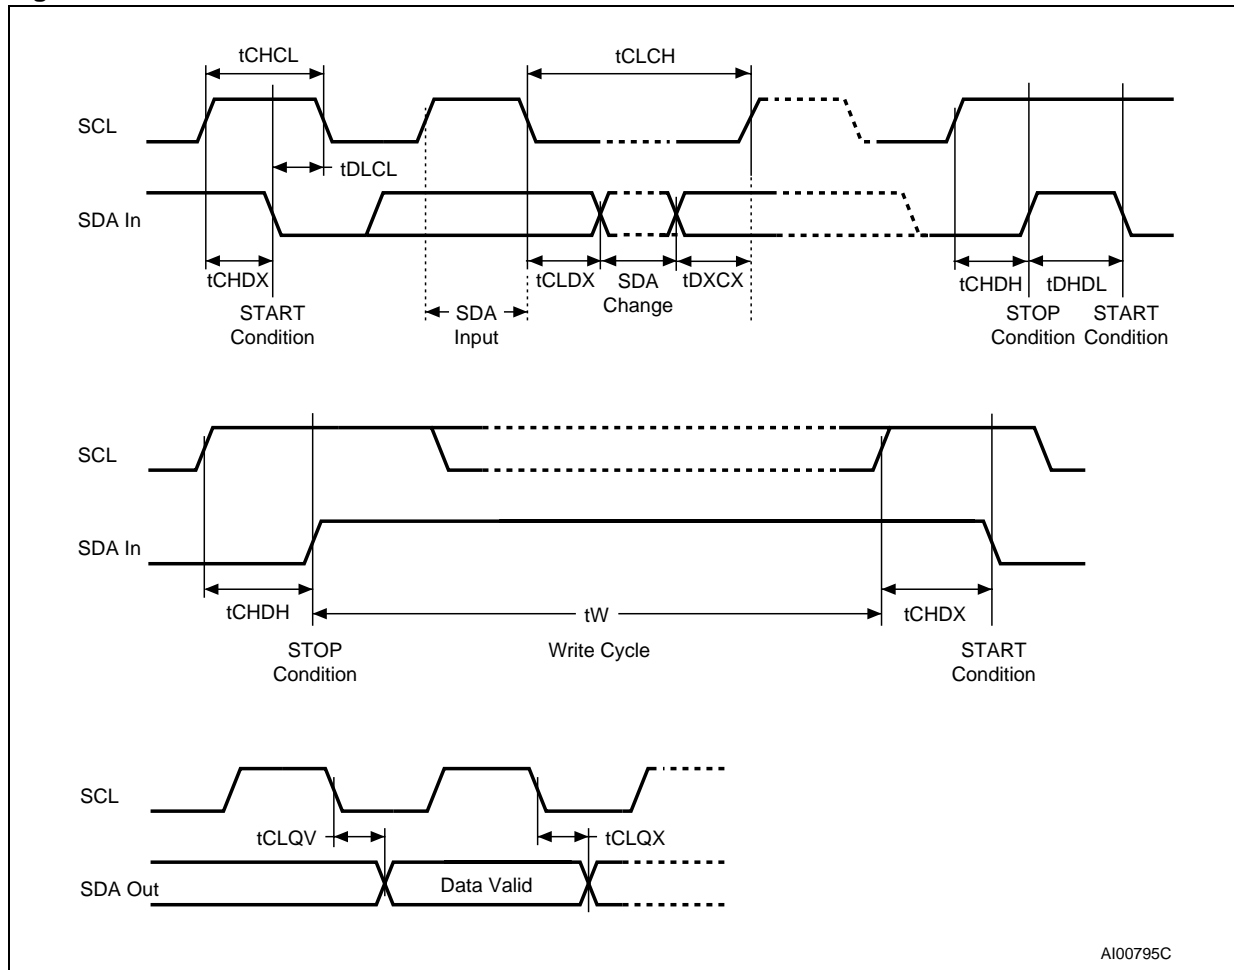 tCHCL
tCLCH
SCL
tDLCL
SDA In
tCHDX
tCLDX
SDA
Change
tDXCX
tCHDH
tDHDL
START
Condition
SDA
Input
STOP
Condition
START
Condition
SCL
SDA In
tCHDH
tW
tCHDX
STOP
Condition
Write Cycle
START
Condition
SCL
tCLQV
tCLQX
SDA Out
Data Valid
AI00795C